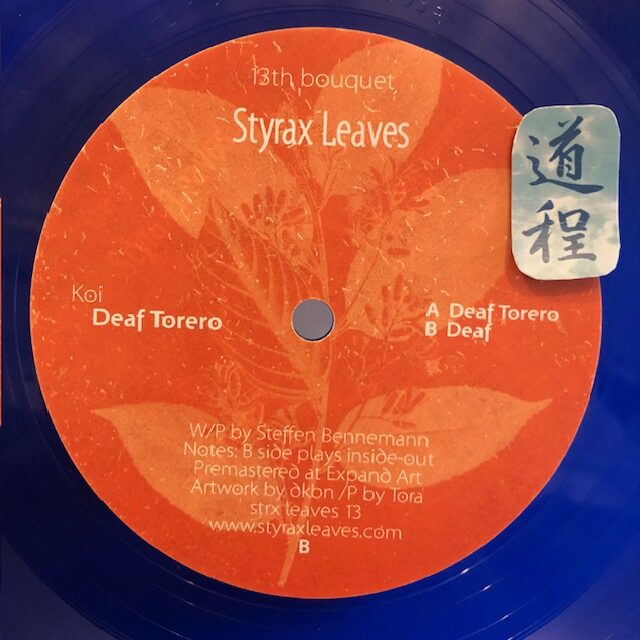 13th bouquet
Styrax Leaves
道
程
Koi
Deaf Torero
A Deaf Torero
B Deaf
W/P by Steffen Bennemann
Notes: B side plays inside-out
Premastered at Expand Art
Artwork by dkbn /P by Tora
strx leaves 13
www.styraxleaves.com
B